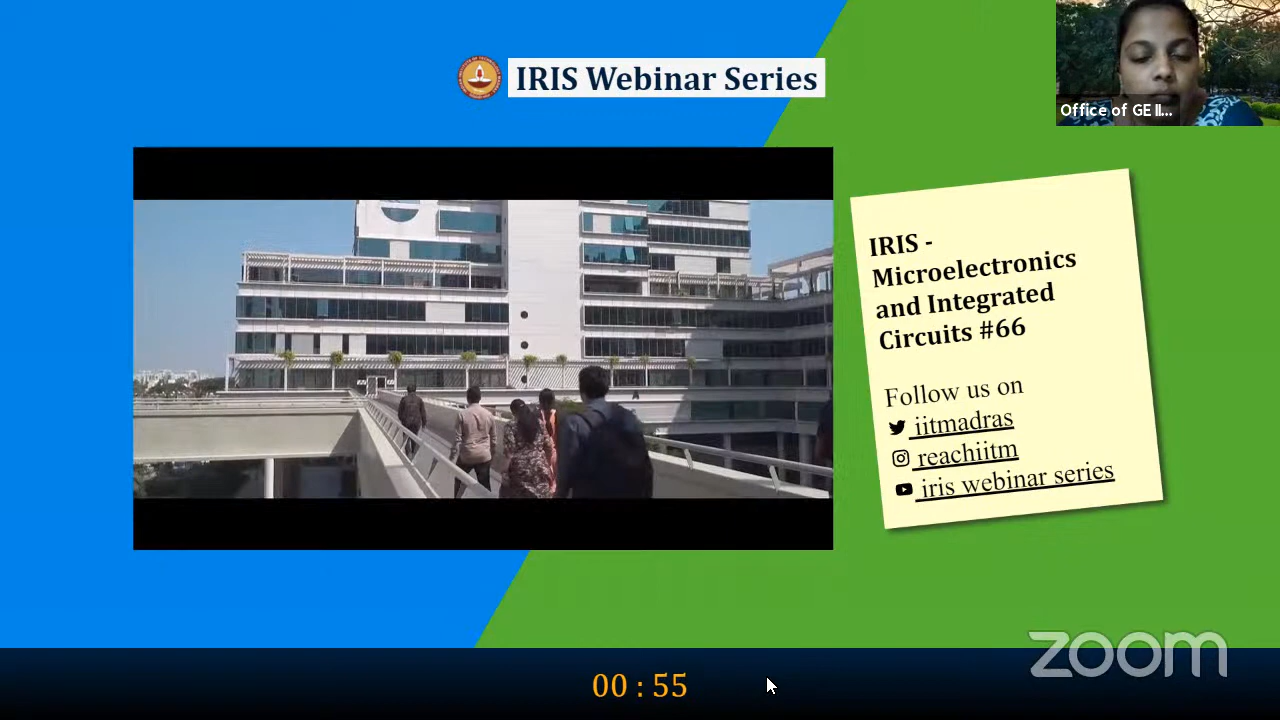 IRIS Webinar Series
Office of GE II...
IRIS -
Microelectronics
and Integrated
Circuits #66
Follow us on
iitmadras
reachiitm
iris webinar series
zoom
00 : 55